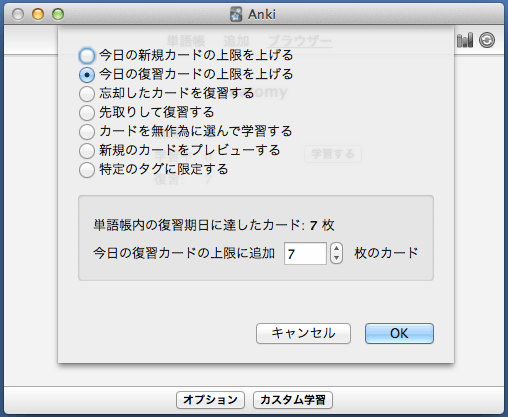 Anki
単語帳 追加 ブラウザー
今日の新規カードの上限を上げる
今日の復習カードの上限を上げる
忘却したカードを復習する
先取りして復習する
カードを無作為に選んで学習する
新規のカードをプレビューする
学習する
特定のタグに限定する
単語帳内の復習期日に達したカード: 7 枚
今日の復習カードの上限に追加 7 枚のカード
キャンセル OK
オプション カスタム学習